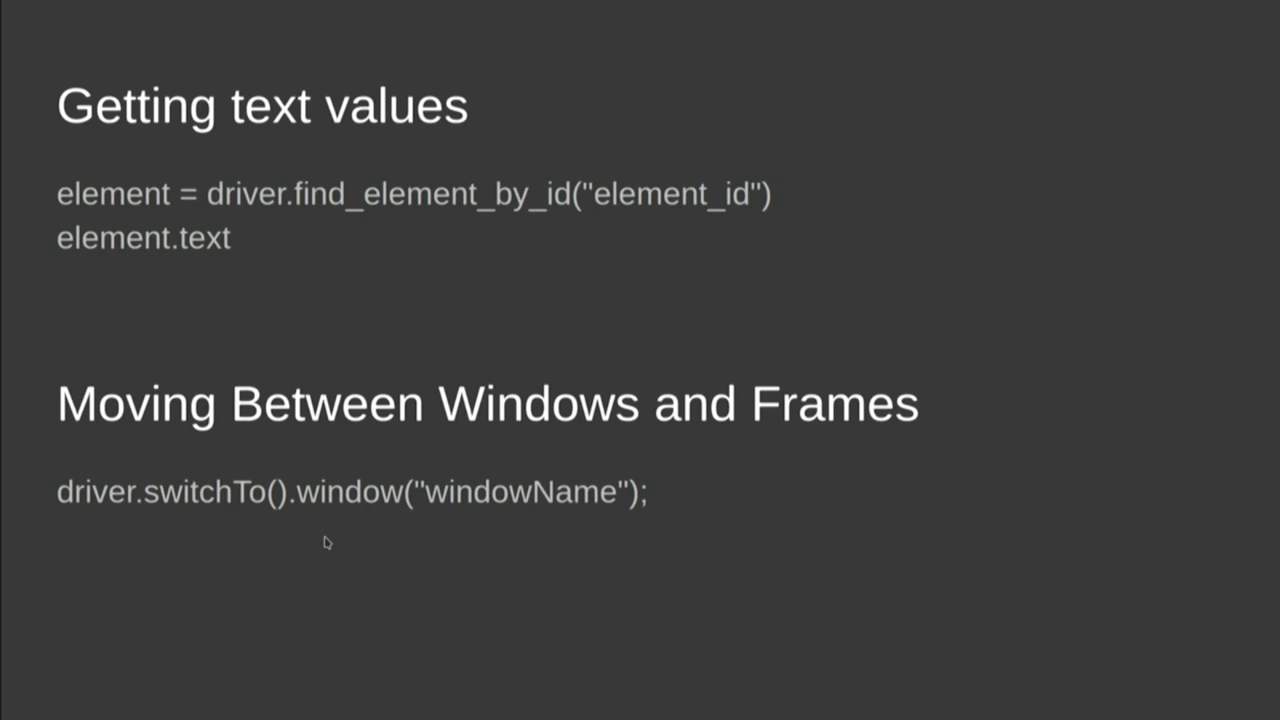 Getting text values
element = driver.find_element_by_id("element_id")
element.text
Moving Between Windows and Frames
driver.switchTo().window("windowName");